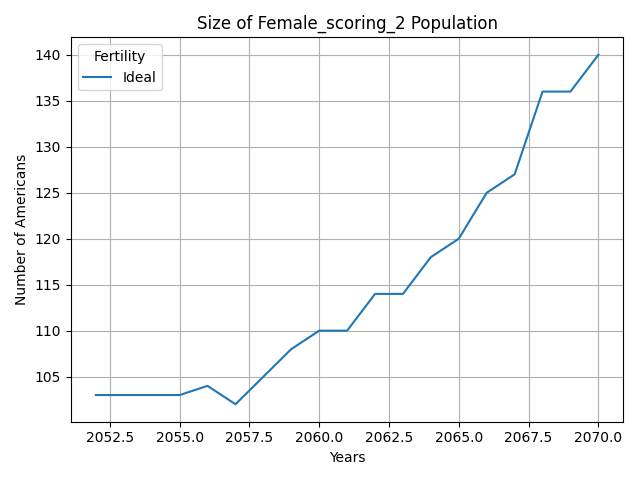 Size of Female_scoring_2 Population
Fertility
Ideal
Number of Americans
140
135
130
125
120
115
110
105
2052.5 2055.0 2057.5 2060.0 2062.5 2065.0 2067.5 2070.0
Years